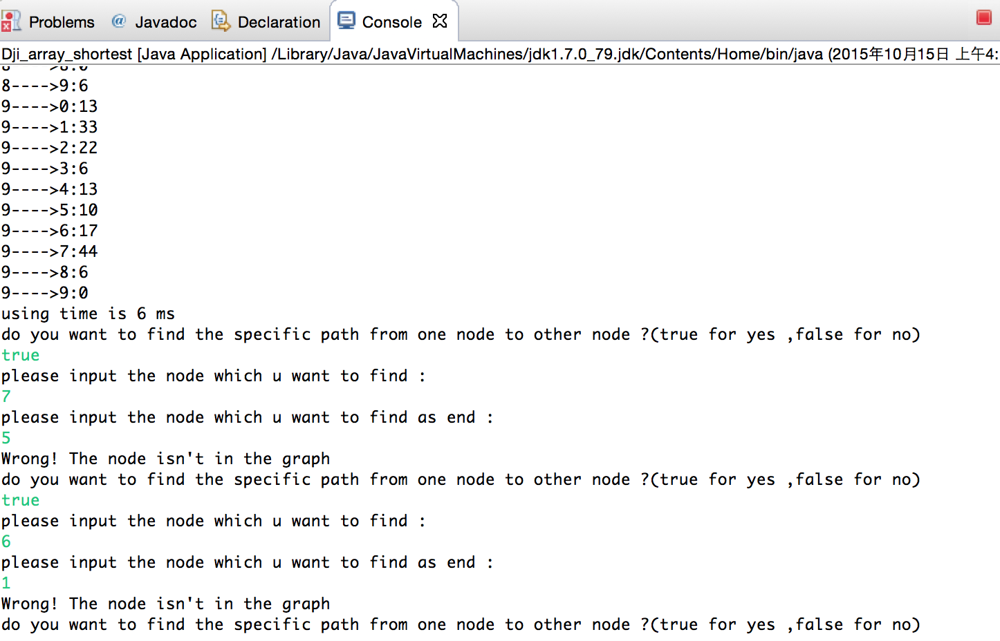 Problems @ Javadoc Declaration Console
Dji_array_shortest [Java Application] /Library/Java/JavaVirtualMachines/jdk1.7.0_79.jdk/Contents/Home/bin/java (2015年10月15日 上午4:
8---->9:6
9---->0:13
9---->1:33
9---->2:22
9---->3:6
9---->4:13
9---->5:10
9---->6:17
9---->7:44
9---->8:6
9---->9:0
using time is 6 ms
do you want to find the specific path from one node to other node ?(true for yes ,false for no)
true
please input the node which u want to find :
7
please input the node which u want to find as end :
5
Wrong! The node isn't in the graph
do you want to find the specific path from one node to other node ?(true for yes ,false for no)
true
please input the node which u want to find :
6
please input the node which u want to find as end :
1
Wrong! The node isn't in the graph
do you want to find the specific path from one node to other node ?(true for yes ,false for no)